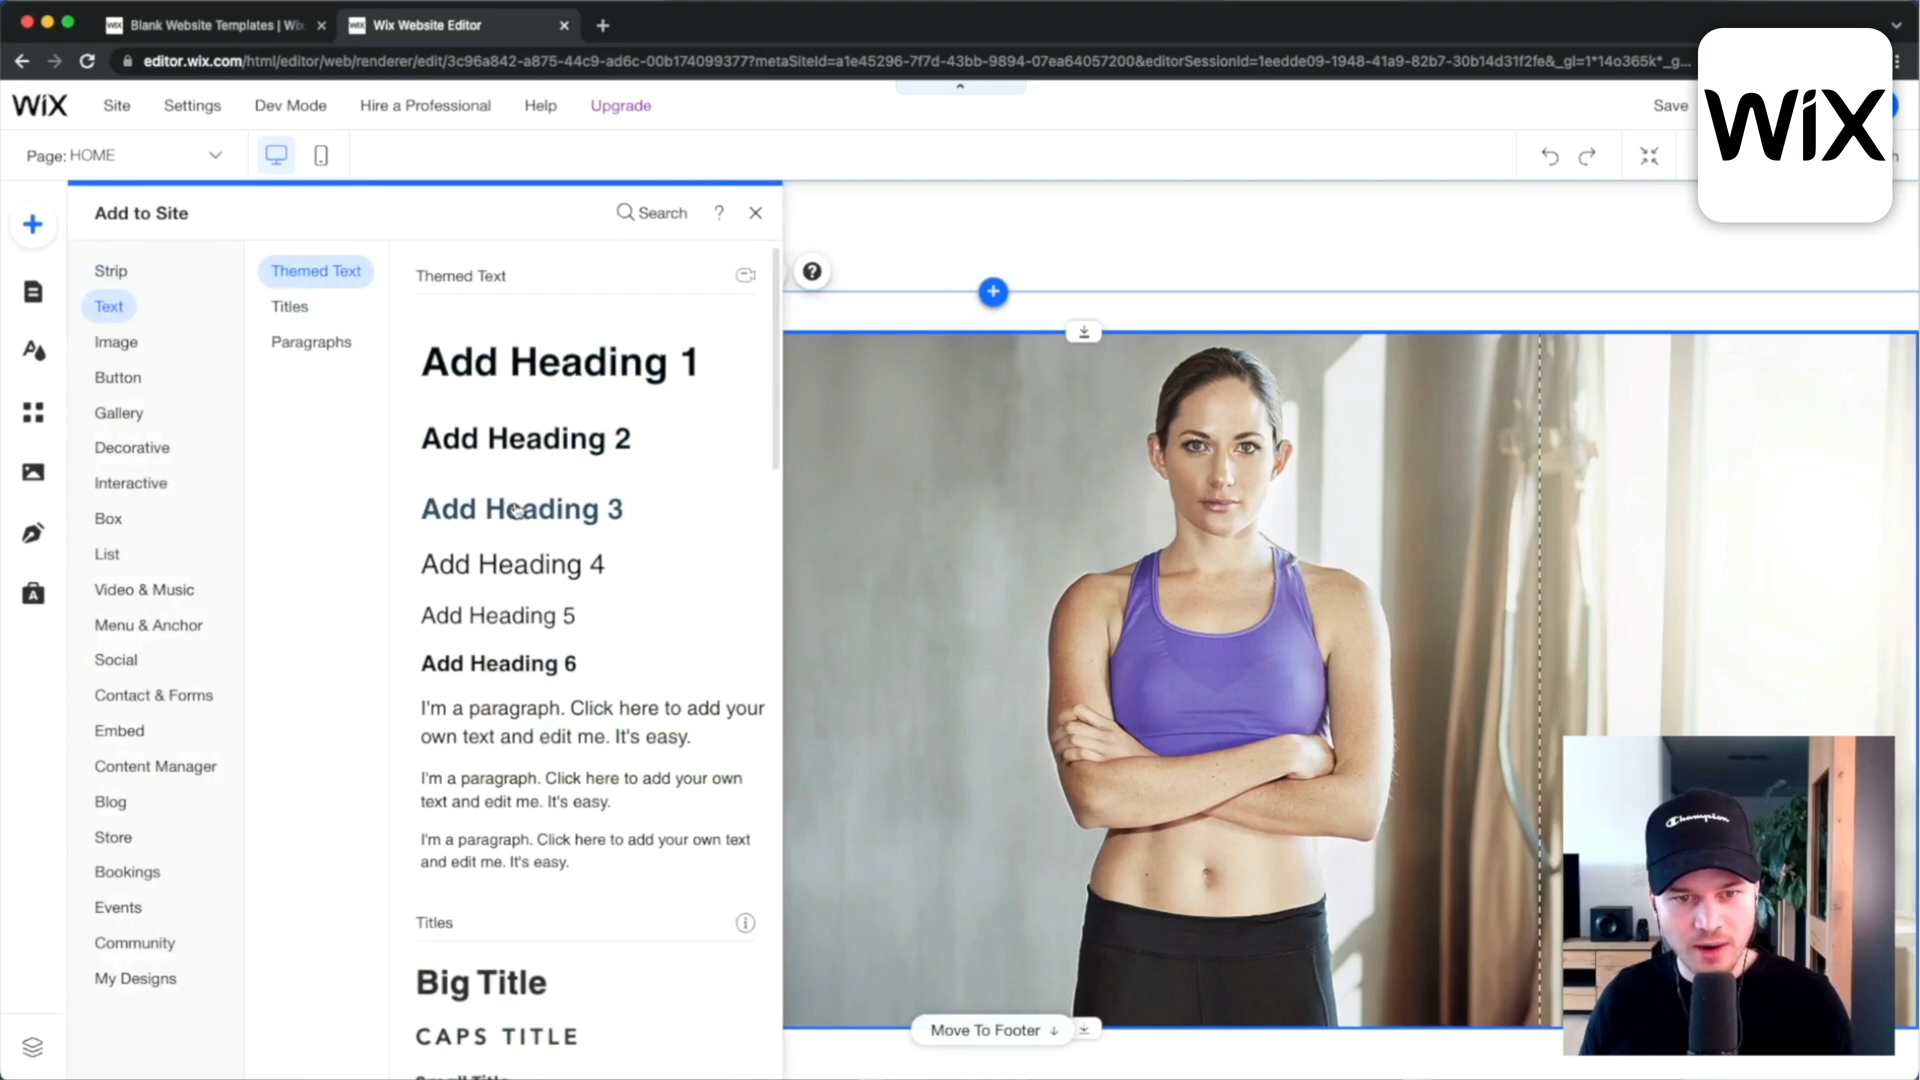 Blank Website Templates | Wix
Wix Website Editor
editor.wix.com/html/editor/web/renderer/edit/3c96a842-a875-44c9-ad6c-00b174099377?metaSiteId=a1e45296-7f7d-43bb-9894-07ea64057200&editorSessionId=1eedde09-1948-41a9-82b7-30b14d31f2fe&_gl=1*14o365k*_g...
WiX
Site
Settings
Dev Mode
Hire a Professional
Help
Upgrade
Save
WiX
Page: HOME
Add to Site
Search
?
Strip
Text
Image
Button
Gallery
Decorative
Interactive
Box
List
Video & Music
Menu & Anchor
Social
Contact & Forms
Embed
Content Manager
Blog
Store
Bookings
Events
Community
My Designs
Themed Text
Titles
Paragraphs
Themed Text
Add Heading 1
Add Heading 2
Add Heading 3
Add Heading 4
Add Heading 5
Add Heading 6
I'm a paragraph. Click here to add your
own text and edit me. It's easy.
I'm a paragraph. Click here to add your own
text and edit me. It's easy.
I'm a paragraph. Click here to add your own text
and edit me. It's easy.
Titles
Big Title
CAPS TITLE
Small Title
?
Move To Footer
Champion